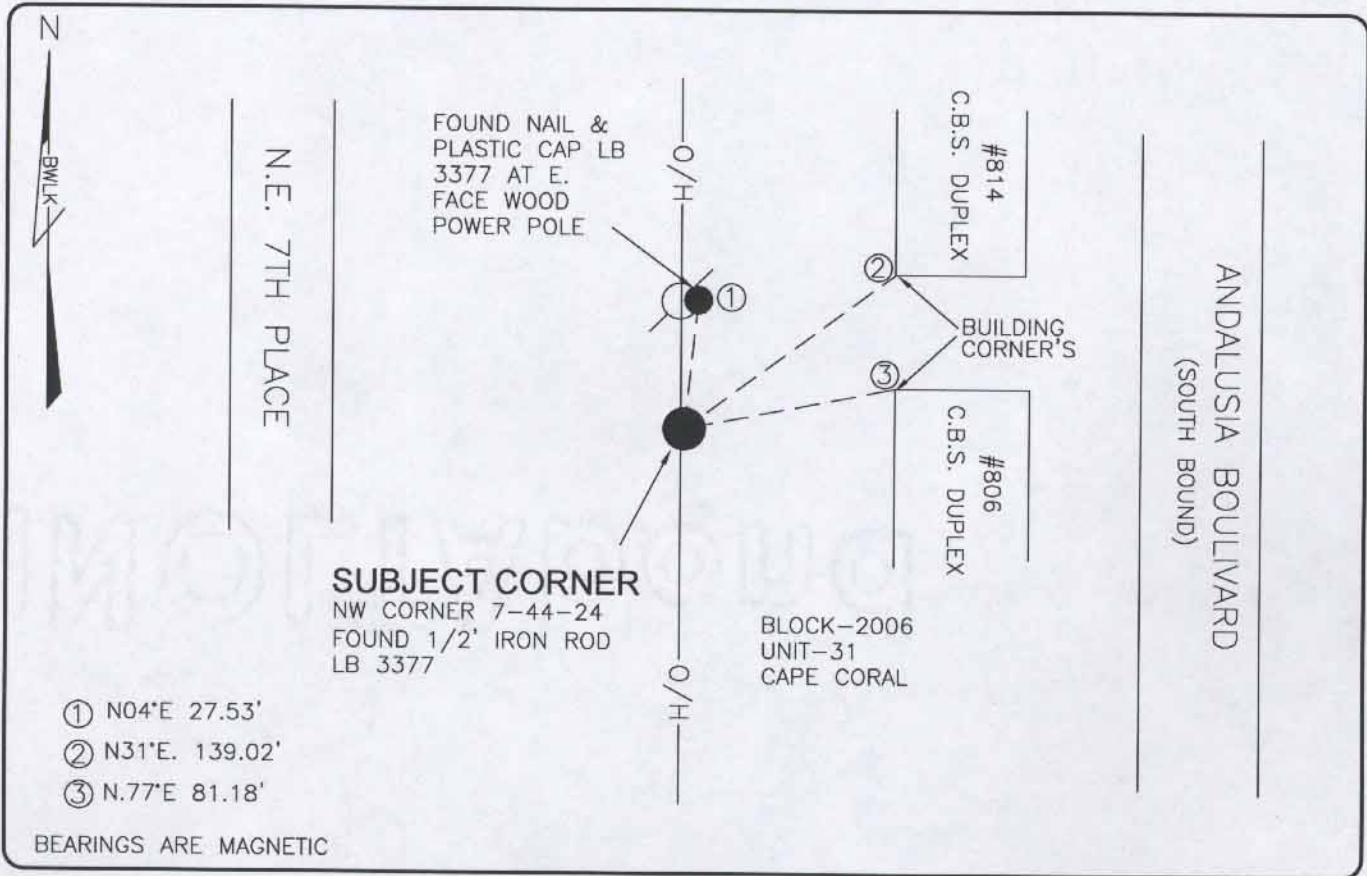 N
BWLK
N.E. 7TH PLACE
FOUND NAIL &
PLASTIC CAP LB
3377 AT E.
FACE WOOD
POWER POLE
O/H
①
②
③
#814
C.B.S. DUPLEX
BUILDING
CORNER'S
#806
C.B.S. DUPLEX
ANDALUSIA BOULIVARD
(SOUTH BOUND)
SUBJECT CORNER
NW CORNER 7-44-24
FOUND 1/2' IRON ROD
LB 3377
O/H
BLOCK-2006
UNIT-31
CAPE CORAL
① N04°E 27.53'
② N31°E. 139.02'
③ N.77°E 81.18'
BEARINGS ARE MAGNETIC